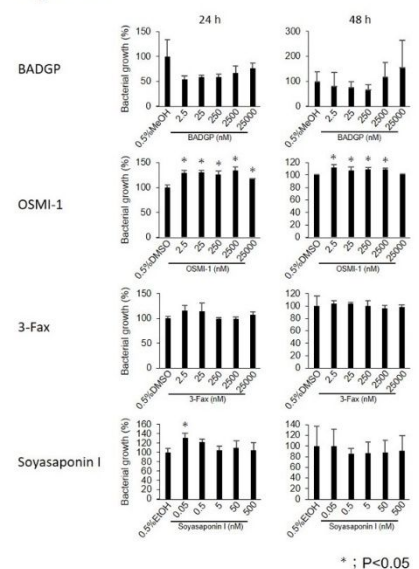 24 h
48 h
BADGP
Bacterial growth (%)
150
100
50
0
0.5%MeOH
2.5
25
250
2500
25000
BADGP (nM)
Bacterial growth (%)
300
200
100
0
0.5%MeOH
2.5
25
250
2500
25000
BADGP (nM)
OSMI-1
Bacterial growth (%)
150
100
50
0
* * * * *
0.5%DMSO
2.5
25
250
2500
25000
OSMI-1 (nM)
Bacterial growth (%)
120
100
80
60
40
20
0
* * * *
0.5%DMSO
2.5
25
250
2500
25000
OSMI-1 (nM)
3-Fax
Bacterial growth (%)
150
100
50
0
0.5%DMSO
2.5
25
250
2500
25000
3-Fax (nM)
Bacterial growth (%)
120
100
80
60
40
20
0
0.5%DMSO
2.5
25
250
2500
25000
3-Fax (nM)
Soyasaponin I
Bacterial growth (%)
160
140
120
100
80
60
40
20
0
*
0.5%EtOH
0.05
0.5
5
50
500
Soyasaponin I (nM)
Bacterial growth (%)
140
120
100
80
60
40
20
0
0.5%EtOH
0.05
0.5
5
50
500
Soyasaponin I (nM)
* ; P<0.05